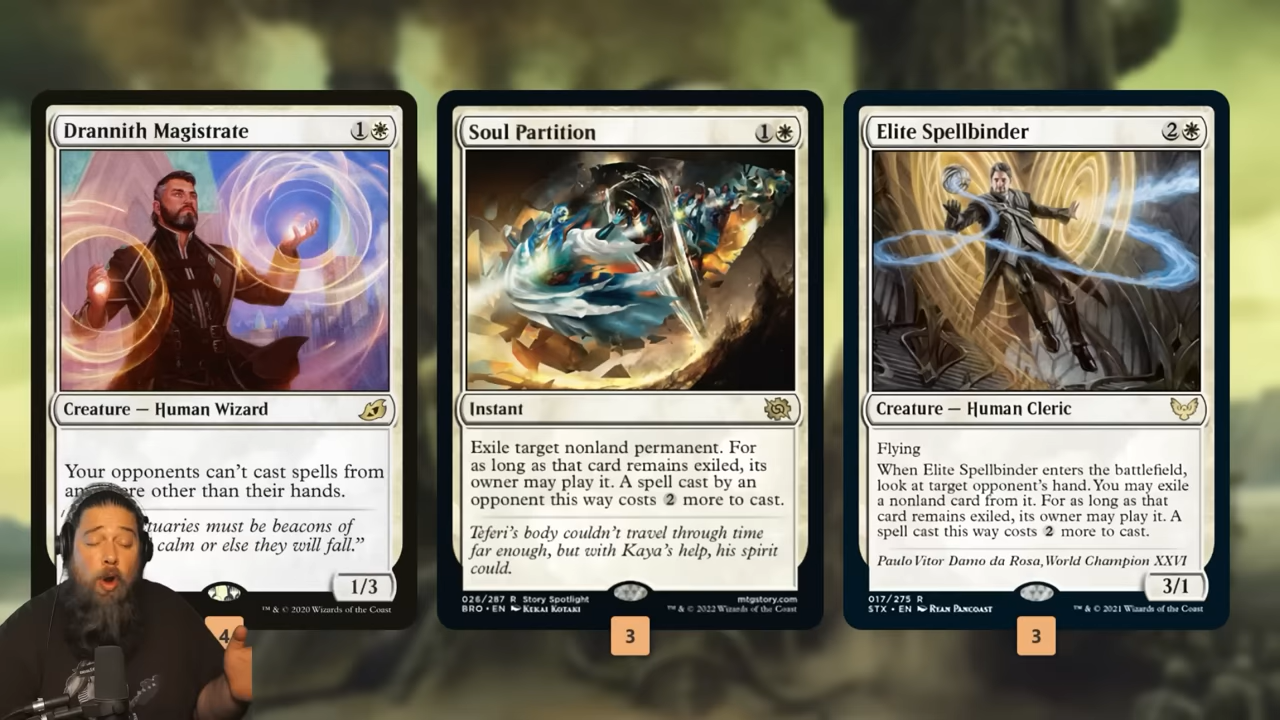 Drannith Magistrate
1
Creature — Human Wizard
Your opponents can't cast spells from
other than their hands.
must be beacons of
calm or else they will fall."
1/3
™ & © 2020 Wizards of the Coast
4
Soul Partition
1
Instant
Exile target nonland permanent. For
as long as that card remains exiled, its
owner may play it. A spell cast by an
opponent this way costs 2 more to cast.
Teferi's body couldn't travel through time
far enough, but with Kaya's help, his spirit
could.
026/287 R Story Spotlight
BRO • EN Kekai Kotaki
mtgstory.com
™ & © 2022 Wizards of the Coast
3
Elite Spellbinder
2
Creature — Human Cleric
Flying
When Elite Spellbinder enters the battlefield,
look at target opponent's hand. You may exile
a nonland card from it. For as long as that
card remains exiled, its owner may play it. A
spell cast this way costs 2 more to cast.
Paulo Vitor Damo da Rosa, World Champion XXVI
3/1
017/275 R
STX • EN Ryan Pancoast
™ & © 2021 Wizards of the Coast
3